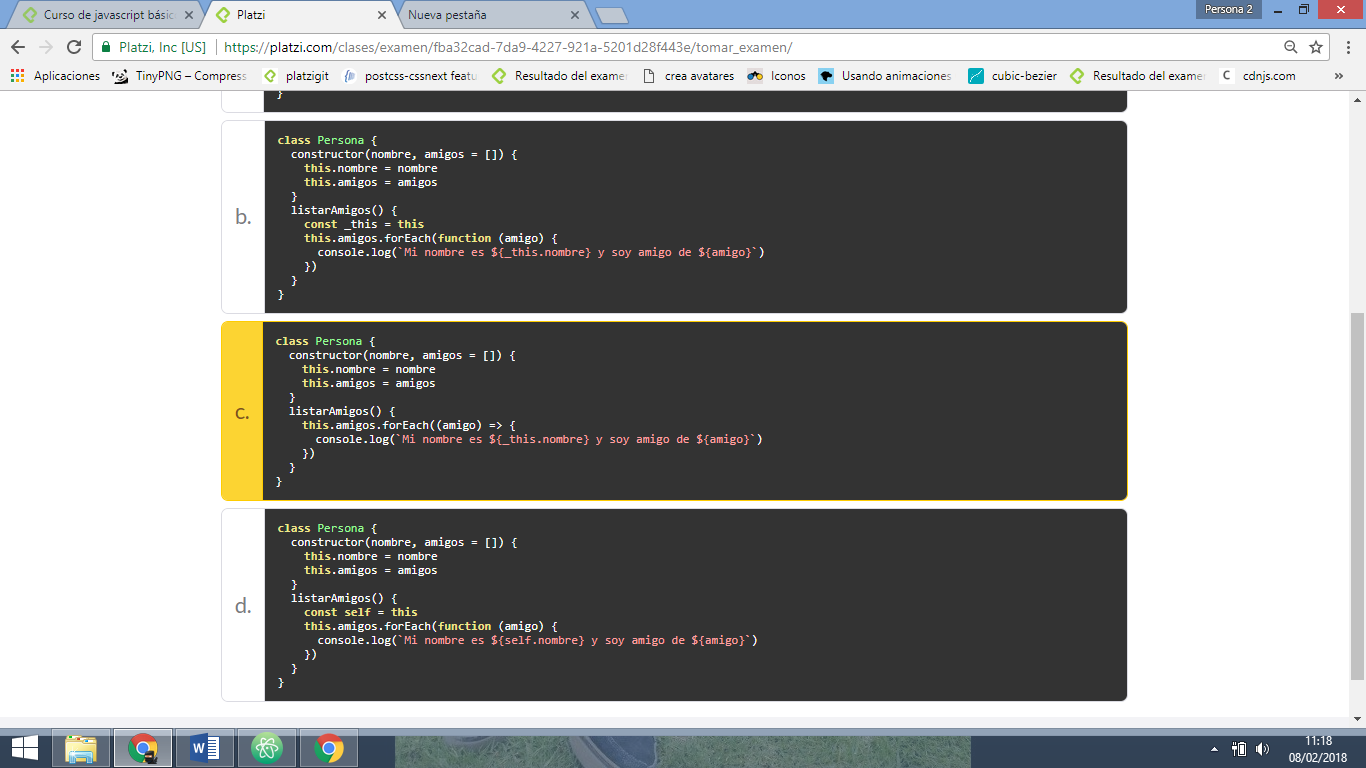 Curso de javascript básic
Platzi
Nueva pestaña
Persona 2
Platzi, Inc [US]
https://platzi.com/clases/examen/fba32cad-7da9-4227-921a-5201d28f443e/tomar_examen/
Aplicaciones
TinyPNG – Compress
platzigit
postcss-cssnext featu
Resultado del exame
crea avatares
Iconos
Usando animaciones
cubic-bezier
Resultado del exame
C
cdnjs.com
»
}
b.
class Persona {
constructor(nombre, amigos = []) {
this.nombre = nombre
this.amigos = amigos
}
listarAmigos() {
const _this = this
this.amigos.forEach(function (amigo) {
console.log(`Mi nombre es ${_this.nombre} y soy amigo de ${amigo}`)
})
}
}
c.
class Persona {
constructor(nombre, amigos = []) {
this.nombre = nombre
this.amigos = amigos
}
listarAmigos() {
this.amigos.forEach((amigo) => {
console.log(`Mi nombre es ${_this.nombre} y soy amigo de ${amigo}`)
})
}
}
d.
class Persona {
constructor(nombre, amigos = []) {
this.nombre = nombre
this.amigos = amigos
}
listarAmigos() {
const self = this
this.amigos.forEach(function (amigo) {
console.log(`Mi nombre es ${self.nombre} y soy amigo de ${amigo}`)
})
}
}
11:18
08/02/2018